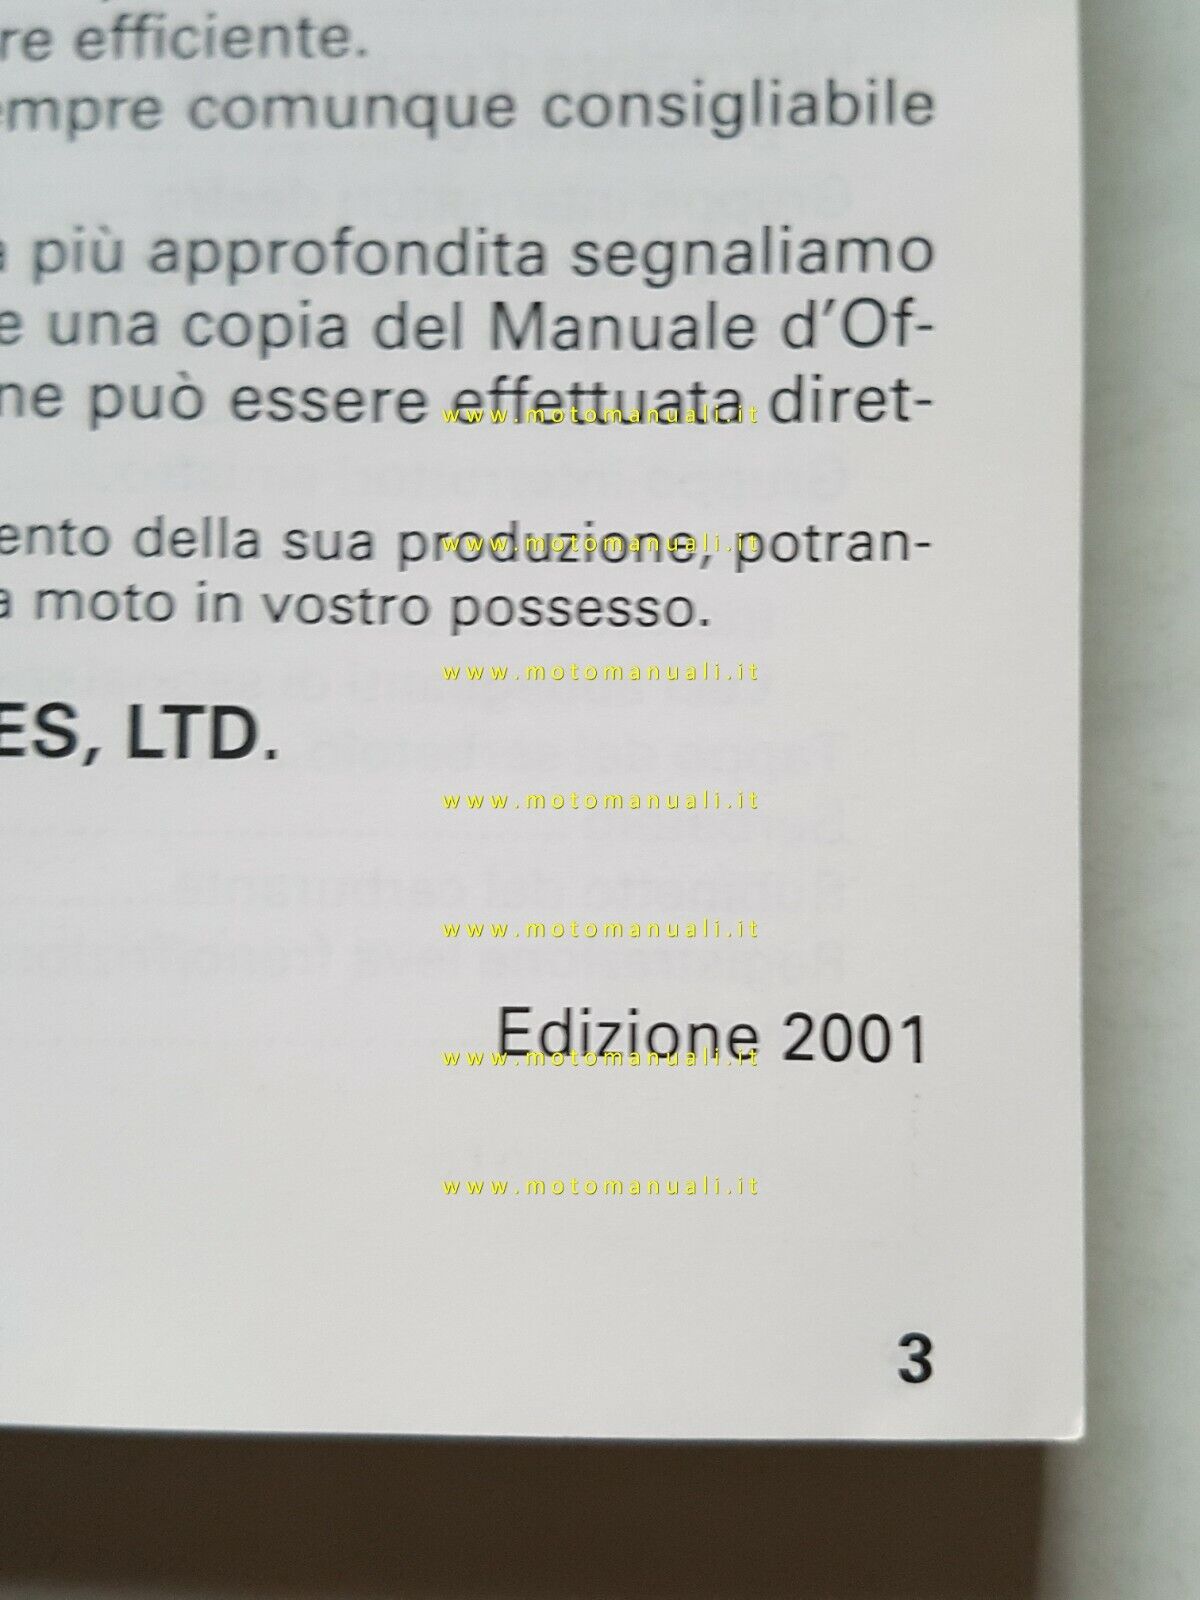 re efficiente.
empre comunque consigliabile
a più approfondita segnaliamo
e una copia del Manuale d'Of-
ne può essere effettuata diret-
www.motomanuali.it
ento della sua produzione, potran-
www.motomanuali.it
a moto in vostro possesso.
www.motomanuali.it
ES, LTD.
www.motomanuali.it
www.motomanuali.it
Edizione 2001
www.motomanuali.it
www.motomanuali.it
3